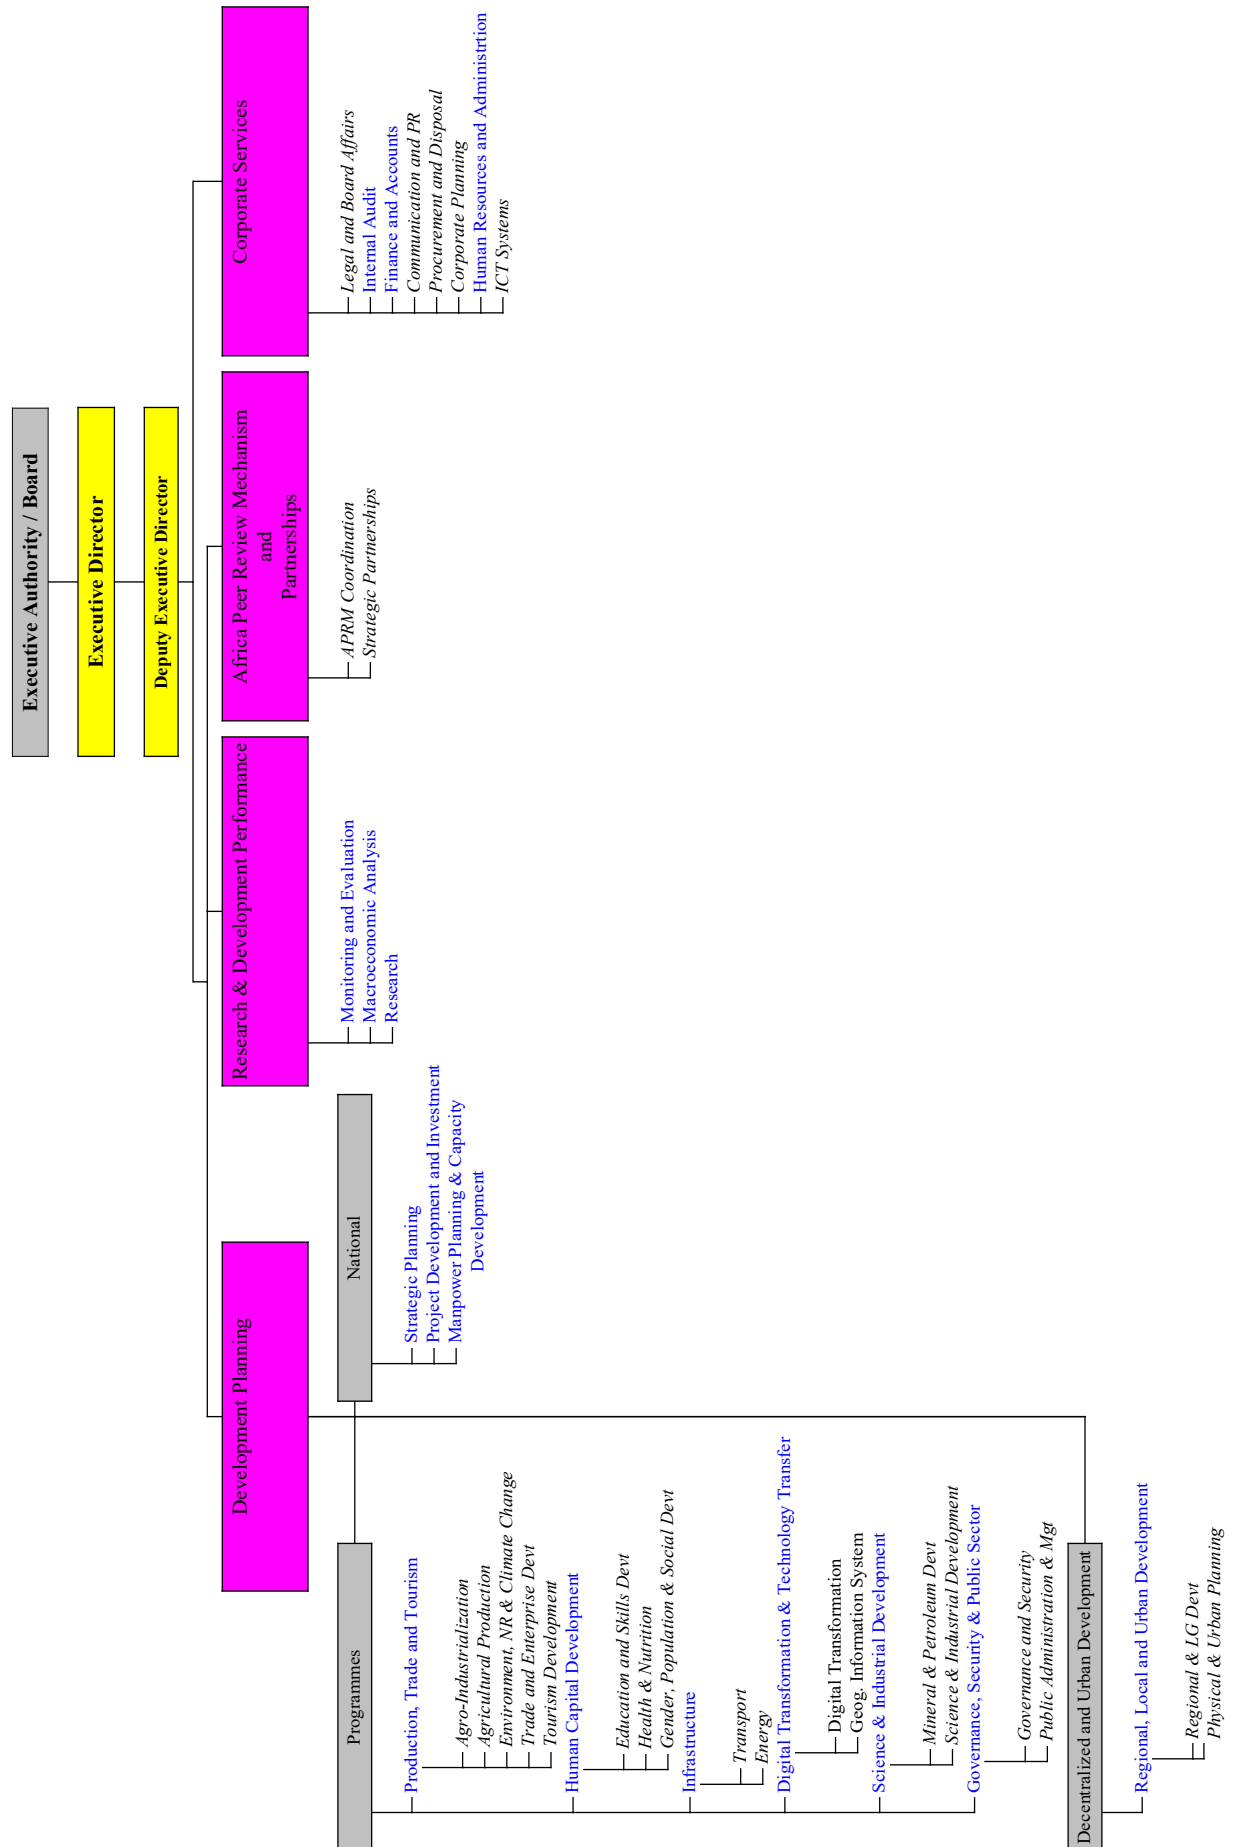 Executive Authority / Board
Executive Director
Deputy Executive Director
Development Planning
Programmes
Production, Trade and Tourism
Agro-Industrialization
Agricultural Production
Environment, NR & Climate Change
Trade and Enterprise Devt
Tourism Development
Human Capital Development
Education and Skills Devt
Health & Nutrition
Gender, Population & Social Devt
Infrastructure
Transport
Energy
Digital Transformation & Technology Transfer
Digital Transformation
Geog. Information System
Science & Industrial Development
Mineral & Petroleum Devt
Science & Industrial Development
Governance, Security & Public Sector
Governance and Security
Public Administration & Mgt
National
Strategic Planning
Project Development and Investment
Manpower Planning & Capacity
Development
Decentralized and Urban Development
Regional, Local and Urban Development
Regional & LG Devt
Physical & Urban Planning
Research & Development Performance
Monitoring and Evaluation
Macroeconomic Analysis
Research
Africa Peer Review Mechanism
and
Partnerships
APRM Coordination
Strategic Partnerships
Corporate Services
Legal and Board Affairs
Internal Audit
Finance and Accounts
Communication and PR
Procurement and Disposal
Corporate Planning
Human Resources and Administrtion
ICT Systems